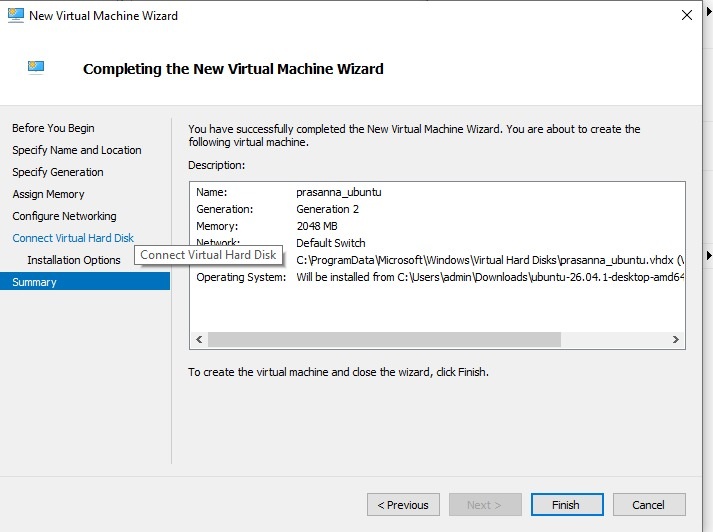 New Virtual Machine Wizard
Completing the New Virtual Machine Wizard
Before You Begin
Specify Name and Location
Specify Generation
Assign Memory
Configure Networking
Connect Virtual Hard Disk
Installation Options
Summary
Connect Virtual Hard Disk
You have successfully completed the New Virtual Machine Wizard. You are about to create the
following virtual machine.
Description:
Name: prasanna_ubuntu
Generation: Generation 2
Memory: 2048 MB
Network: Default Switch
C:\ProgramData\Microsoft\Windows\Virtual Hard Disks\prasanna_ubuntu.vhdx (
Operating System: Will be installed from C:\Users\admin\Downloads\ubuntu-26.04.1-desktop-amd64
To create the virtual machine and close the wizard, click Finish.
< Previous
Next >
Finish
Cancel